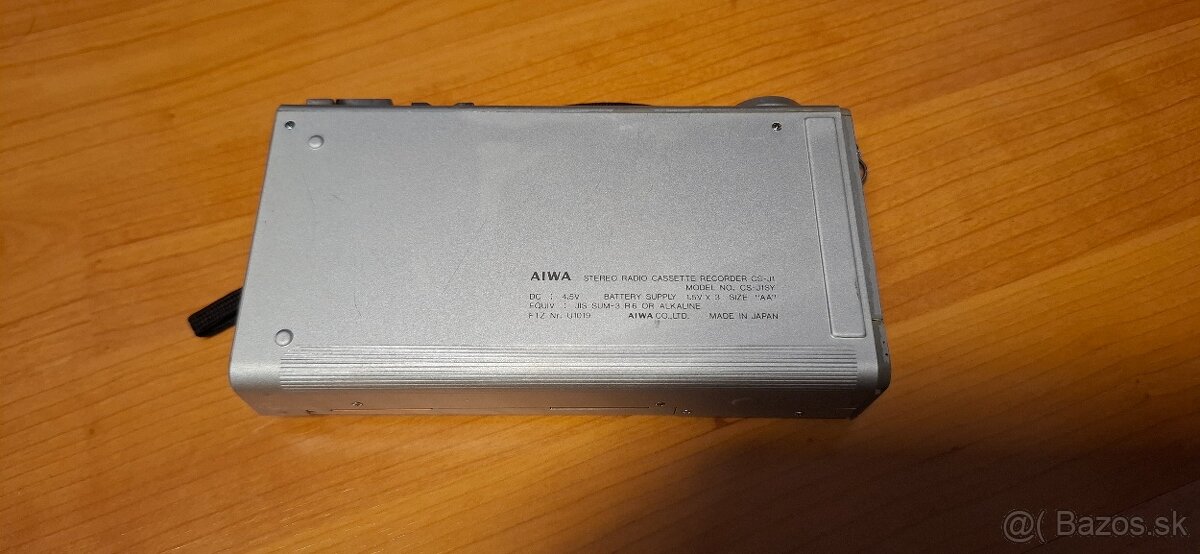 AIWA STEREO RADIO CASSETTE RECORDER CS-J1
MODEL NO. CS-J1SY
DC : 4.5V BATTERY SUPPLY 1.5V x 3 SIZE "AA"
EQUIV : JIS SUM-3 R6 OR ALKALINE
FTZ Nr. U1019 AIWA CO.,LTD. MADE IN JAPAN
@( Bazos.sk